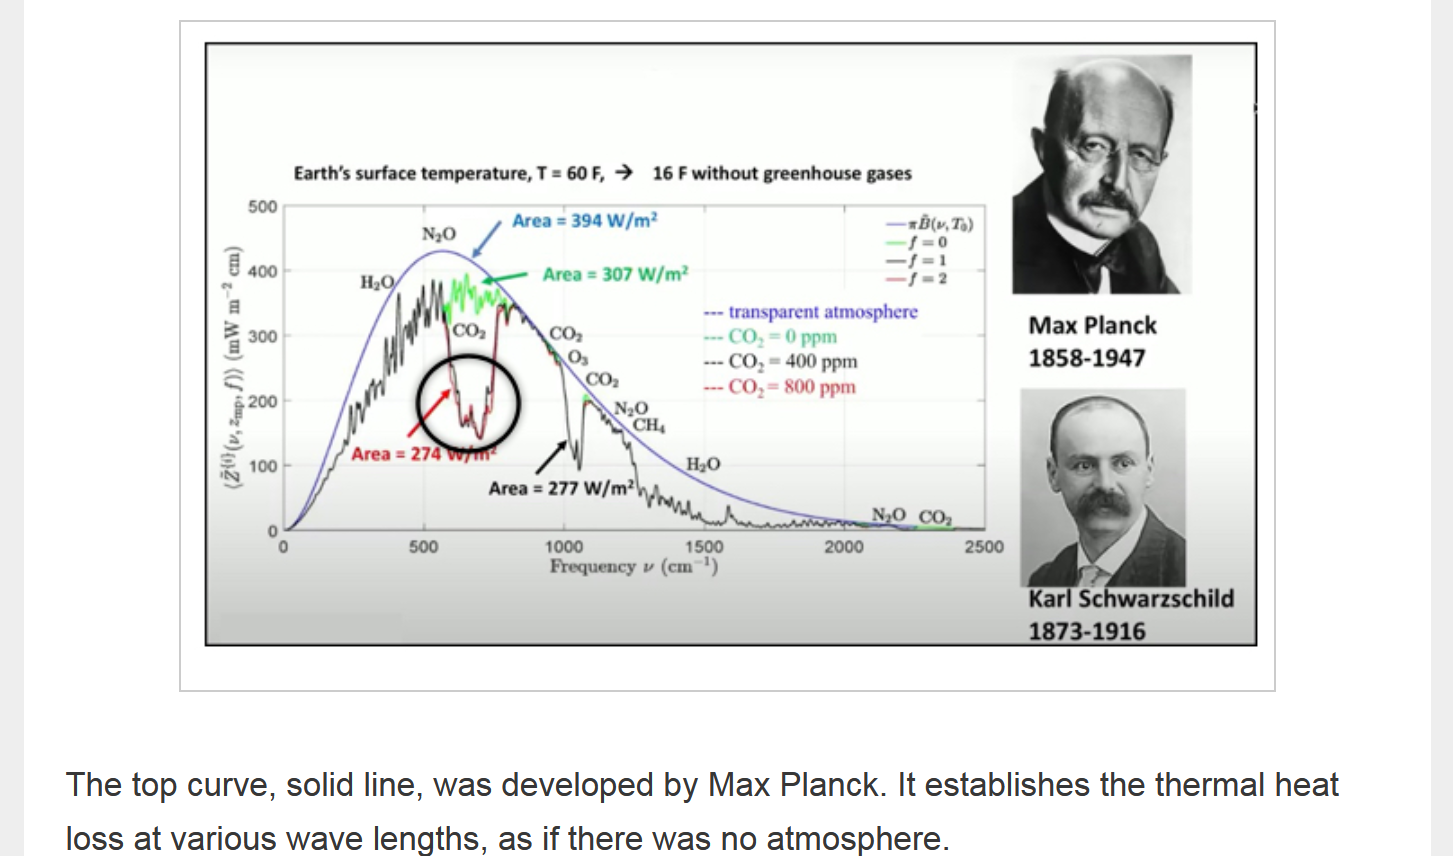 Earth's surface temperature, T = 60 F, → 16 F without greenhouse gases
500
400
300
200
100
0
⟨Z̃{i}(ν, zmp, f)⟩ (mW m−2 cm)
N2O
Area = 394 W/m²
H2O
Area = 307 W/m²
πB̃(ν, T0)
f = 0
f = 1
f = 2
--- transparent atmosphere
--- CO2 = 0 ppm
--- CO2 = 400 ppm
--- CO2 = 800 ppm
CO2
CO2
O3
CO2
N2O
CH4
Area = 274 W/m²
H2O
Area = 277 W/m²
N2O CO2
0 500 1000 1500 2000 2500
Frequency ν (cm−1)
Max Planck
1858-1947
Karl Schwarzschild
1873-1916
The top curve, solid line, was developed by Max Planck. It establishes the thermal heat
loss at various wave lengths, as if there was no atmosphere.